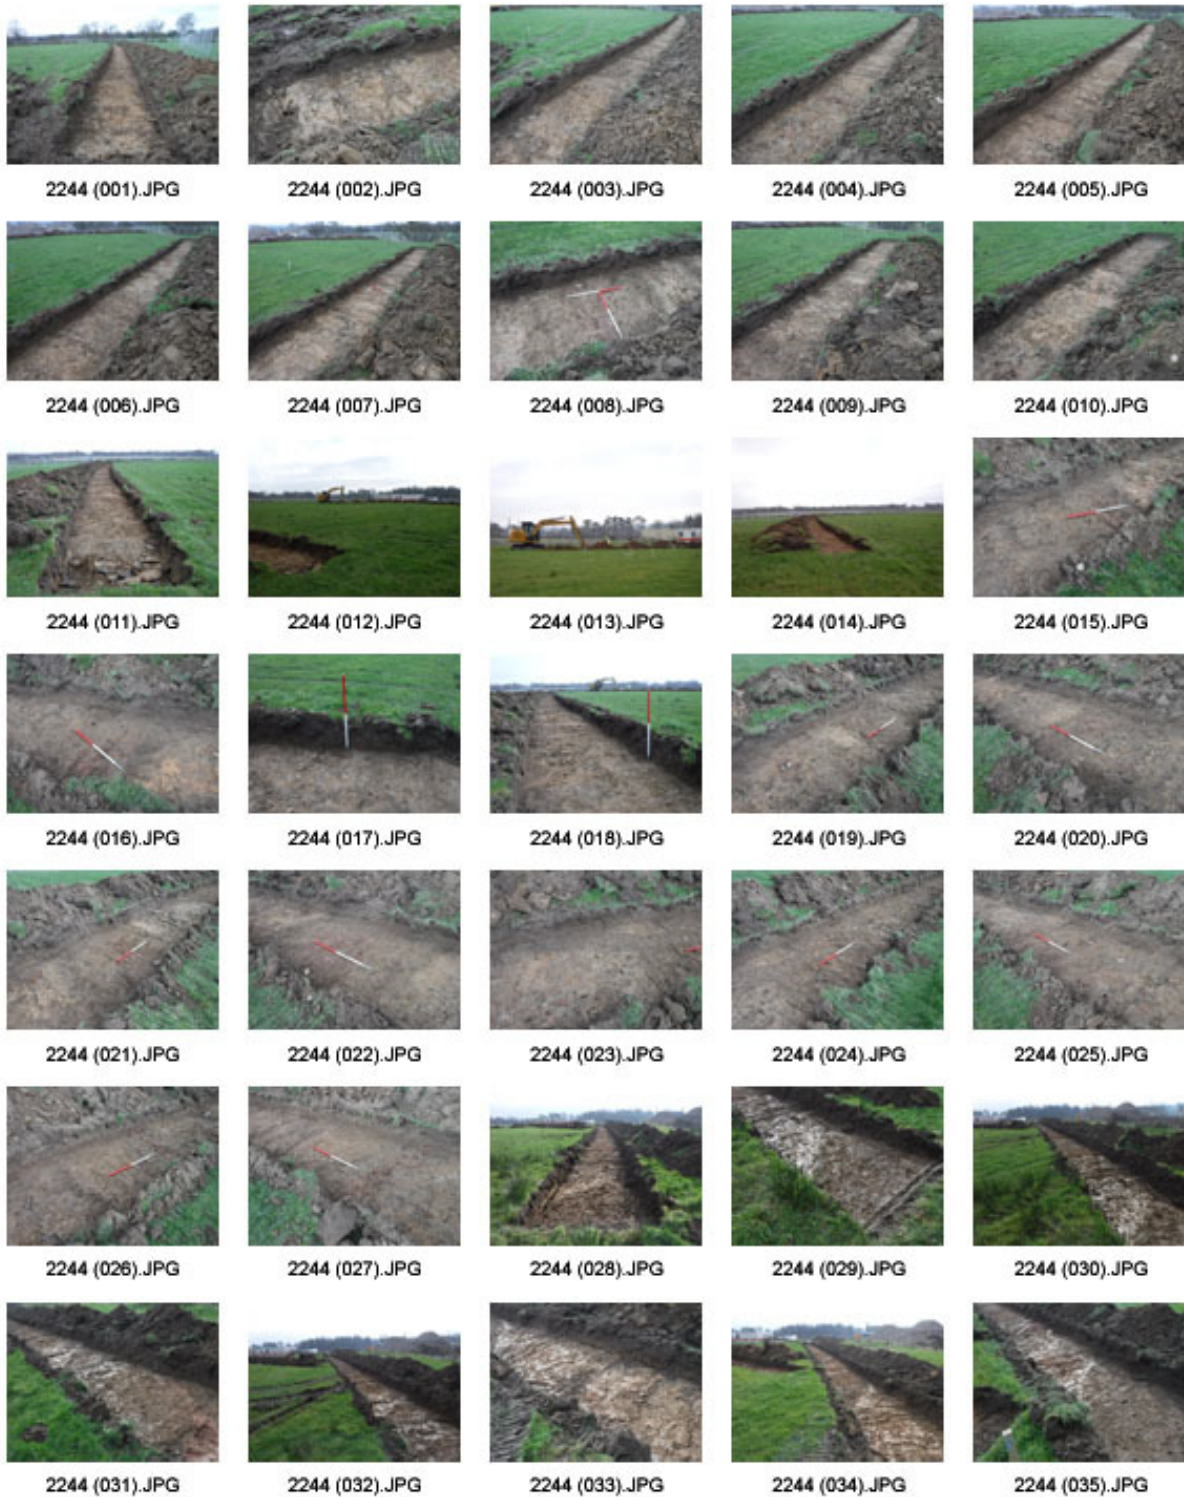 2244 (001).JPG 2244 (002).JPG 2244 (003).JPG 2244 (004).JPG 2244 (005).JPG
2244 (006).JPG 2244 (007).JPG 2244 (008).JPG 2244 (009).JPG 2244 (010).JPG
2244 (011).JPG 2244 (012).JPG 2244 (013).JPG 2244 (014).JPG 2244 (015).JPG
2244 (016).JPG 2244 (017).JPG 2244 (018).JPG 2244 (019).JPG 2244 (020).JPG
2244 (021).JPG 2244 (022).JPG 2244 (023).JPG 2244 (024).JPG 2244 (025).JPG
2244 (026).JPG 2244 (027).JPG 2244 (028).JPG 2244 (029).JPG 2244 (030).JPG
2244 (031).JPG 2244 (032).JPG 2244 (033).JPG 2244 (034).JPG 2244 (035).JPG